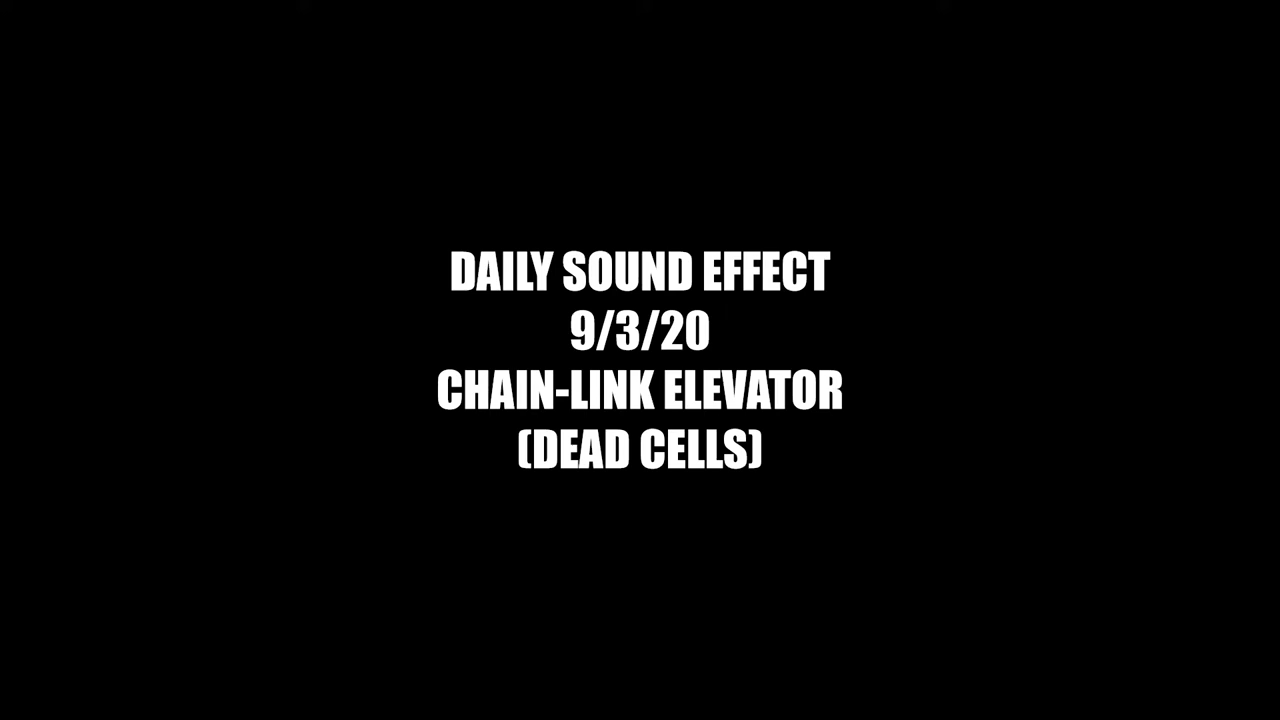 DAILY SOUND EFFECT
9/3/20
CHAIN-LINK ELEVATOR
(DEAD CELLS)